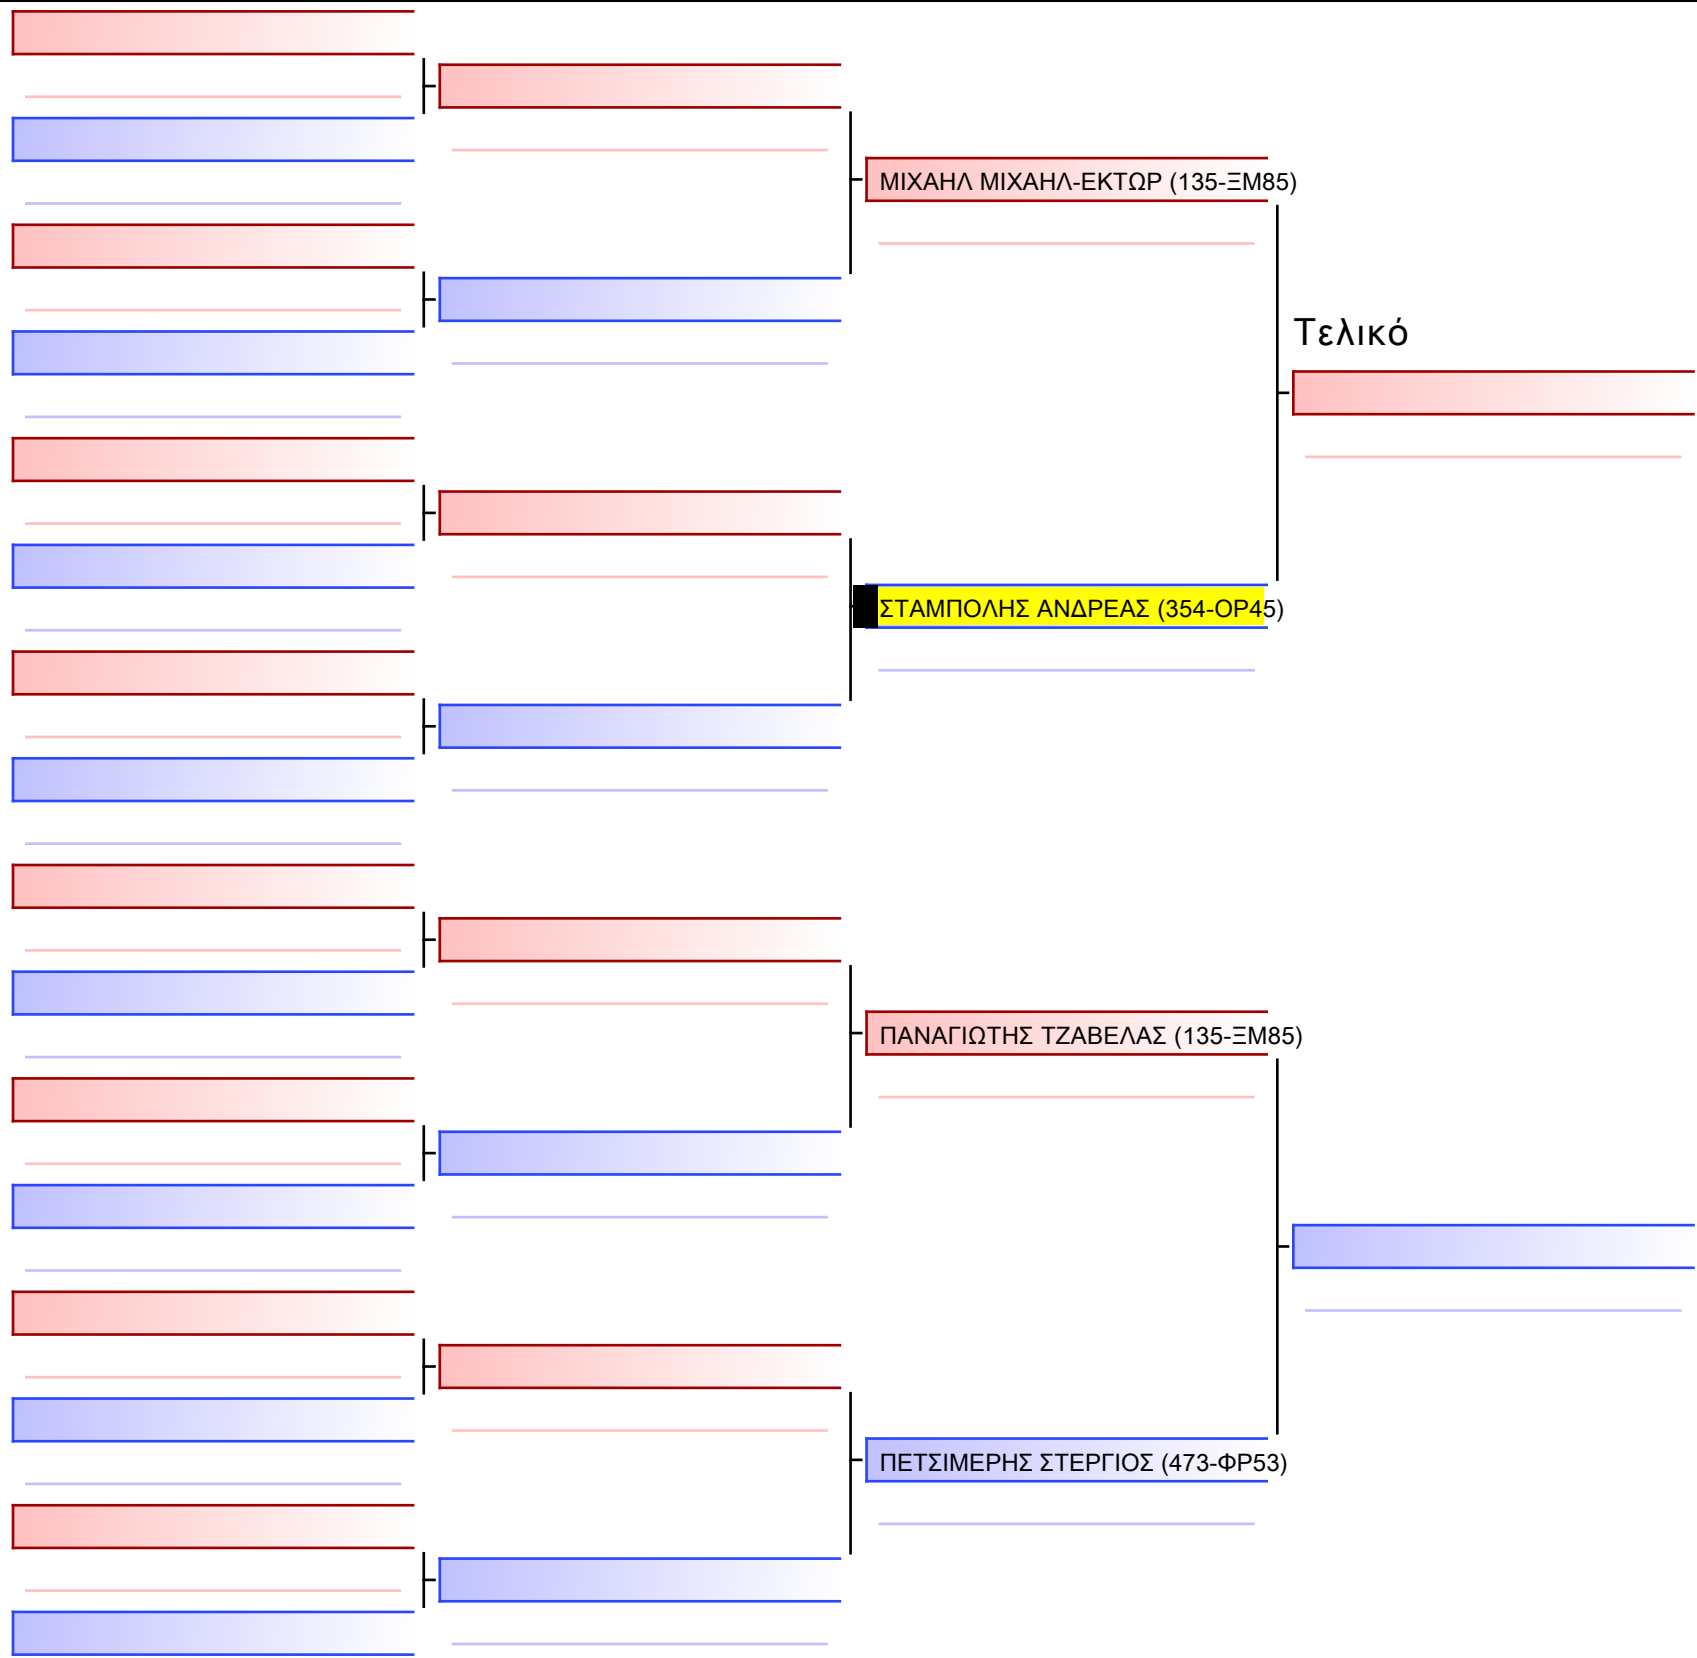 ΜΙΧΑΗΛ ΜΙΧΑΗΛ-ΕΚΤΩΡ (135-ΞΜ85)
Τελικό
ΣΤΑΜΠΟΛΗΣ ΑΝΔΡΕΑΣ (354-ΟΡ45)
ΠΑΝΑΓΙΩΤΗΣ ΤΖΑΒΕΛΑΣ (135-ΞΜ85)
ΠΕΤΣΙΜΕΡΗΣ ΣΤΕΡΓΙΟΣ (473-ΦΡ53)